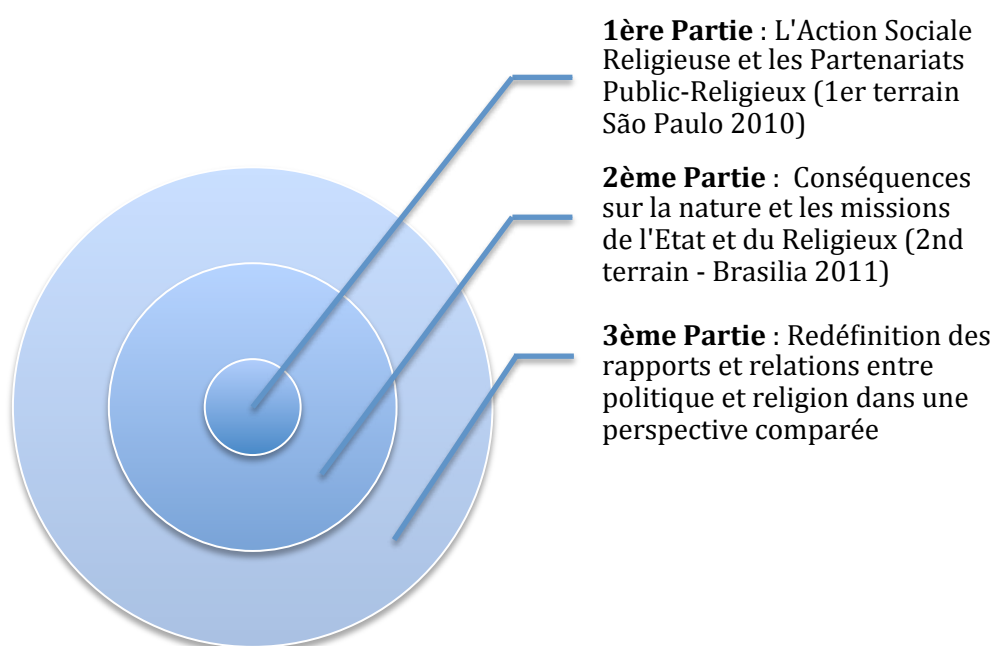 1ère Partie : L'Action Sociale
Religieuse et les Partenariats
Public-Religieux (1er terrain
São Paulo 2010)
2ème Partie :  Conséquences
sur la nature et les missions
de l'Etat et du Religieux (2nd
terrain - Brasilia 2011)
3ème Partie : Redéfinition des
rapports et relations entre
politique et religion dans une
perspective comparée